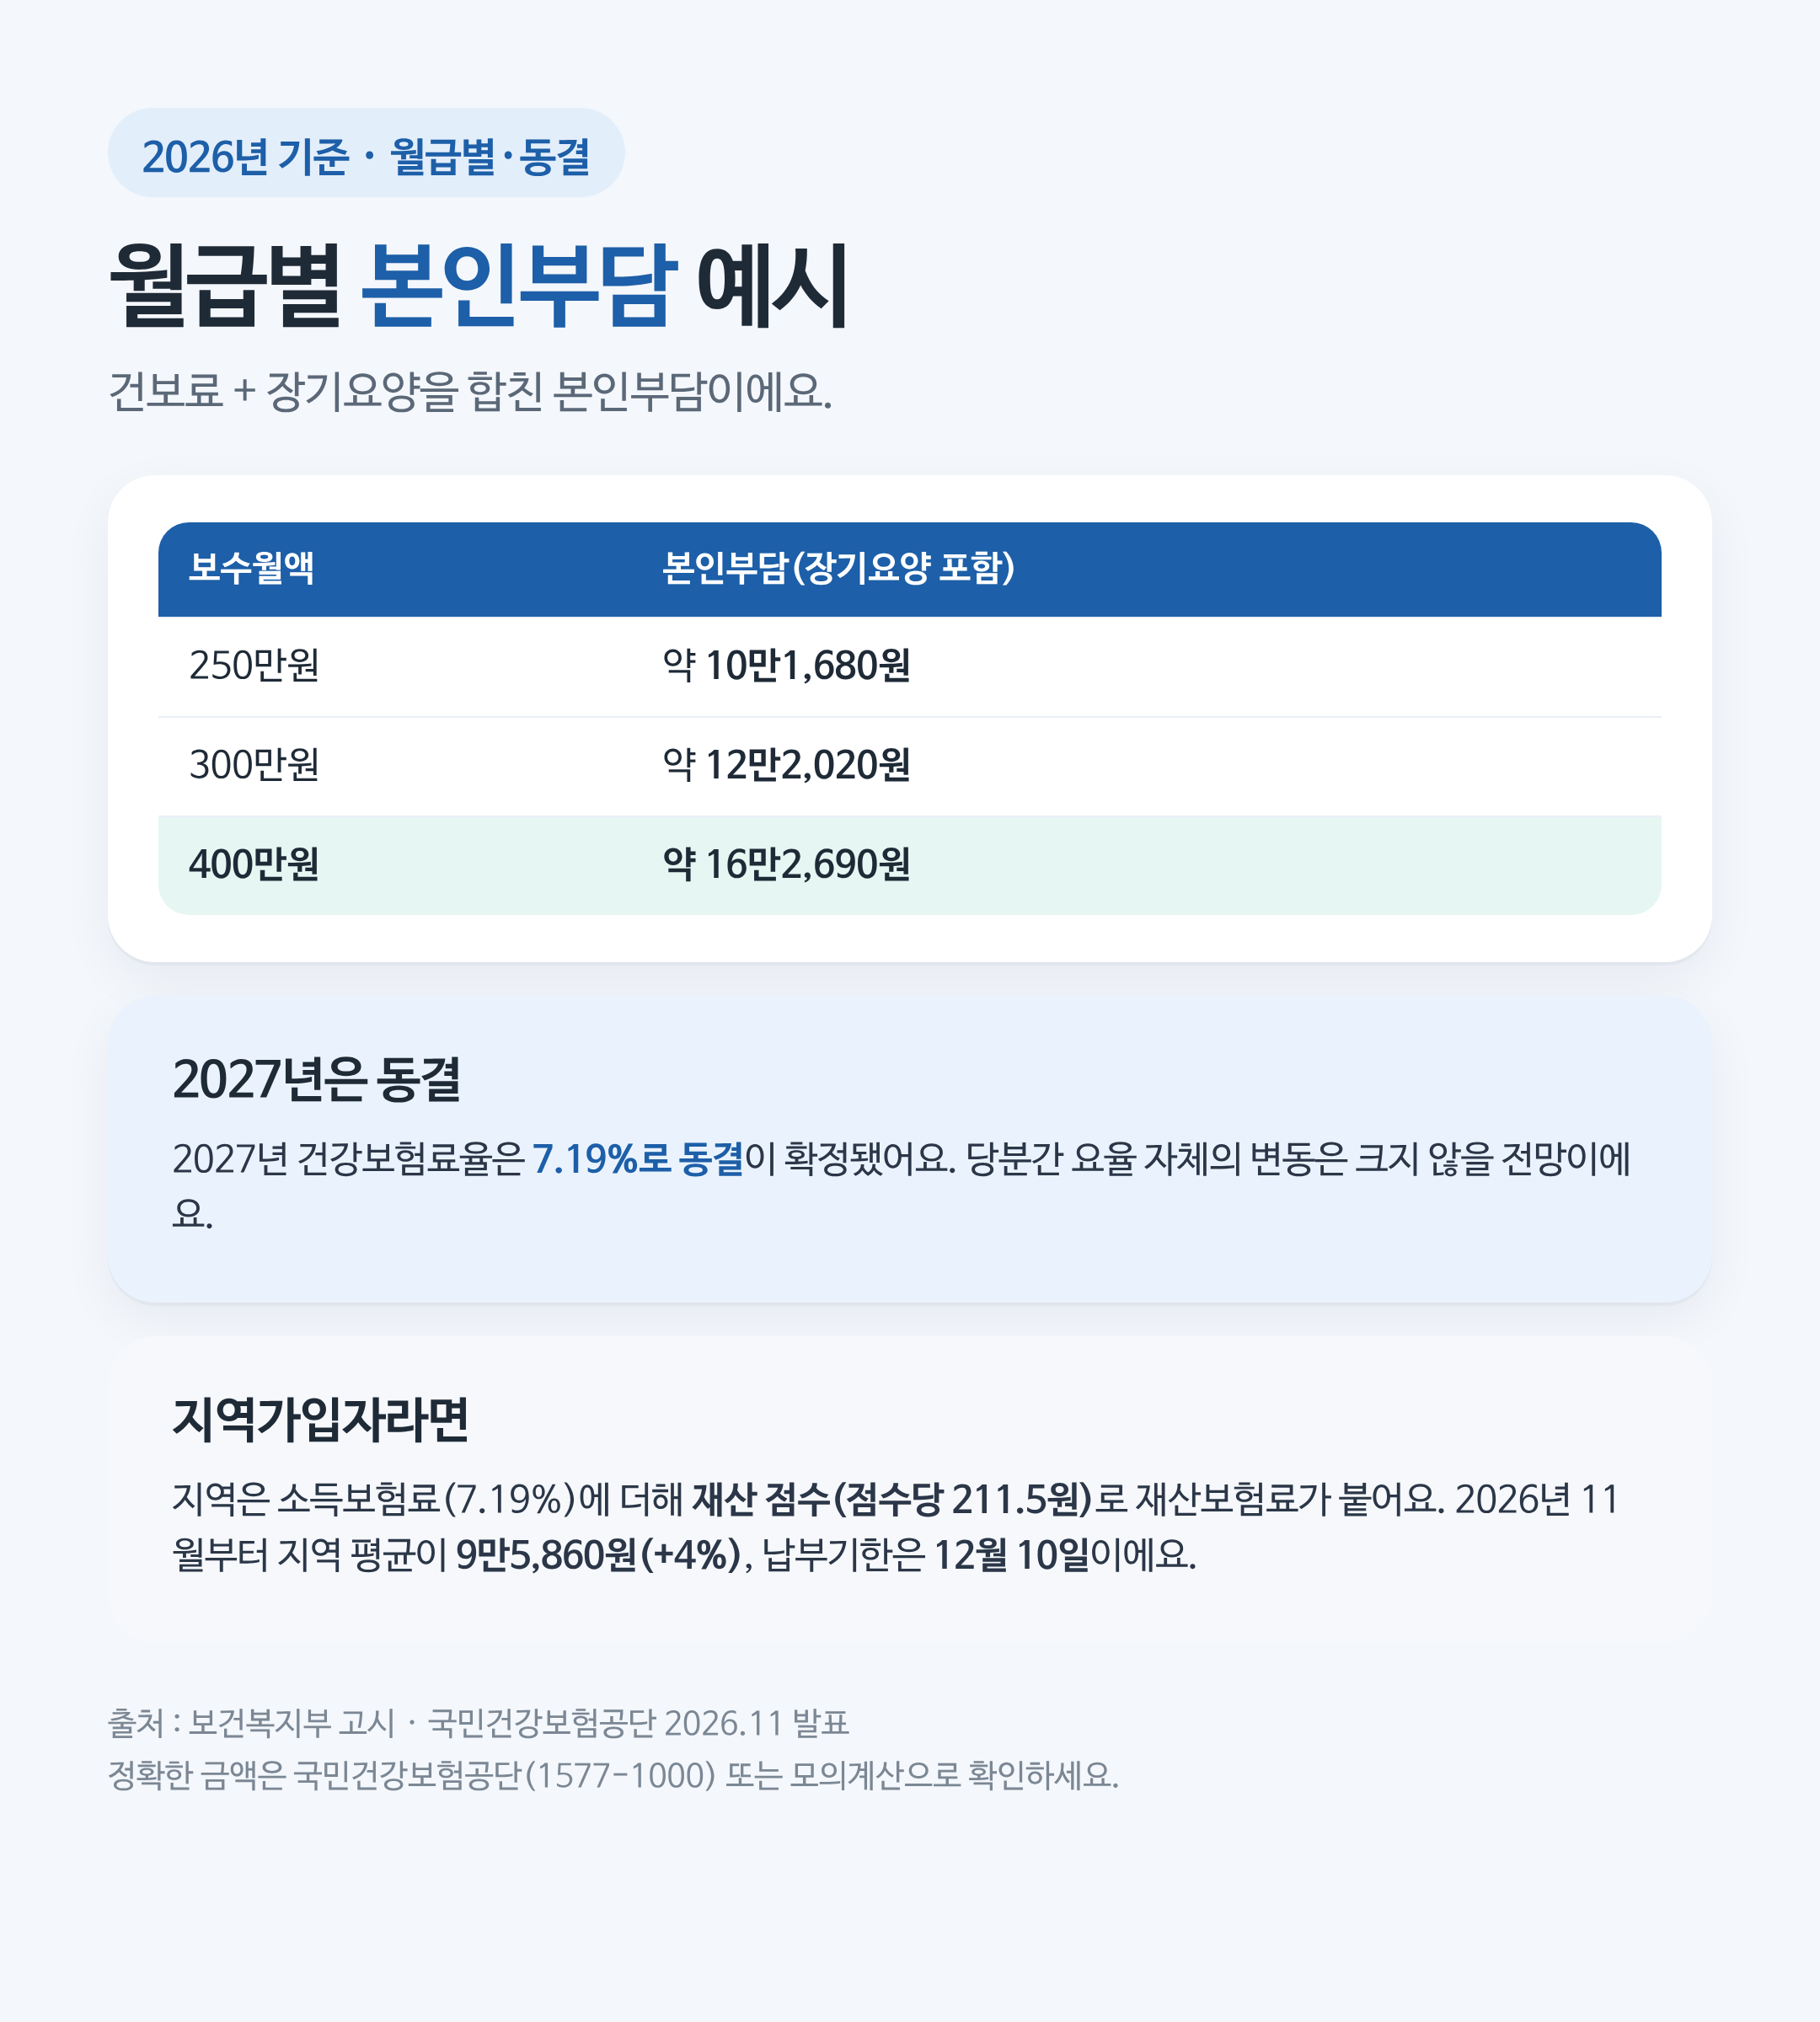 2026년 기준 · 월급별·동결
월급별 본인부담 예시
건보료 + 장기요양을 합친 본인부담이에요.
보수월액 본인부담(장기요양 포함)
250만원 약 10만1,680원
300만원 약 12만2,020원
400만원 약 16만2,690원
2027년은 동결
2027년 건강보험료율은 7.19%로 동결이 확정됐어요. 당분간 요율 자체의 변동은 크지 않을 전망이에
요.
지역가입자라면
지역은 소득보험료(7.19%)에 더해 재산 점수(점수당 211.5원)로 재산보험료가 붙어요. 2026년 11
월부터 지역 평균이 9만5,860원(+4%), 납부기한은 12월 10일이에요.
출처 : 보건복지부 고시 · 국민건강보험공단 2026.11 발표
정확한 금액은 국민건강보험공단(1577-1000) 또는 모의계산으로 확인하세요.